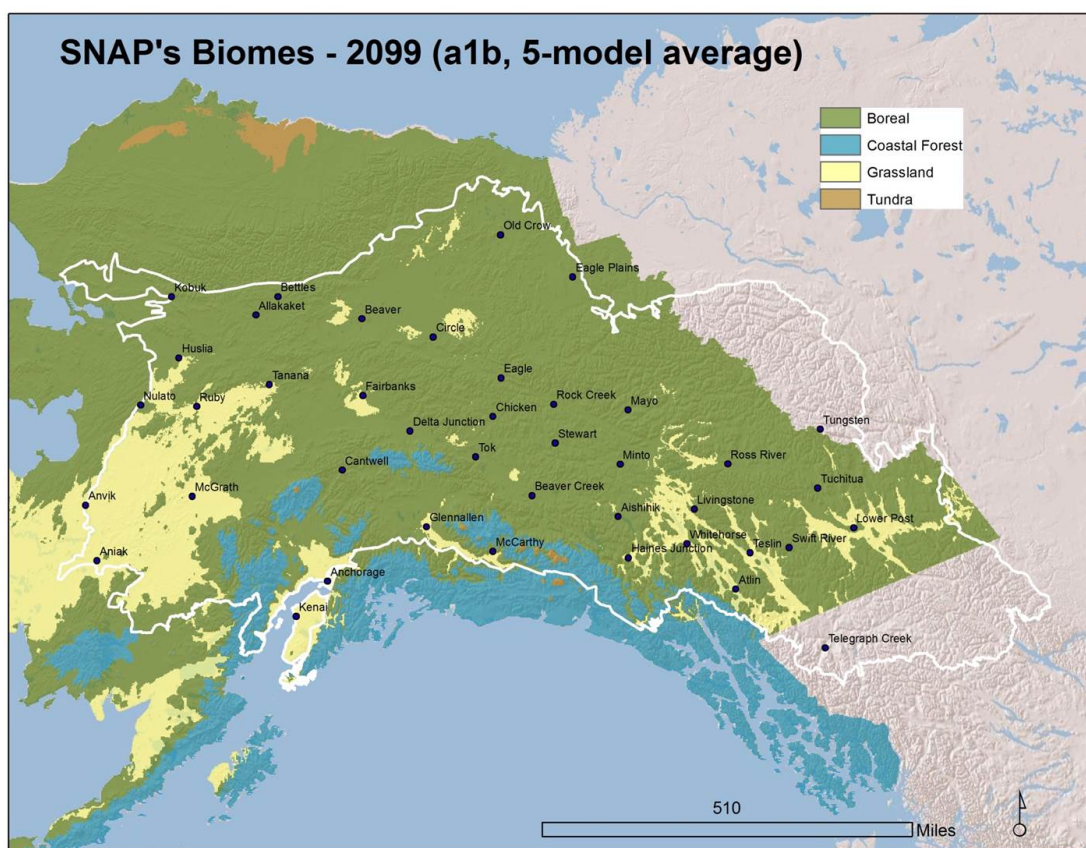 SNAP's Biomes - 2099 (a1b, 5-model average)
Boreal
Coastal Forest
Grassland
Tundra
Old Crow
Eagle Plains
Kobuk
Bettles
Allakaket
Beaver
Circle
Huslia
Tanana
Eagle
Nulato
Ruby
Fairbanks
Rock Creek
Mayo
Chicken
Delta Junction
Stewart
Tungsten
Cantwell
Tok
Minto
Ross River
McGrath
Beaver Creek
Tuchitua
Anvik
Livingstone
Glennallen
Aishihik
Lower Post
Aniak
McCarthy
Whitehorse
Haines Junction
Teslin
Swift River
Anchorage
Atlin
Kenai
Telegraph Creek
510
Miles